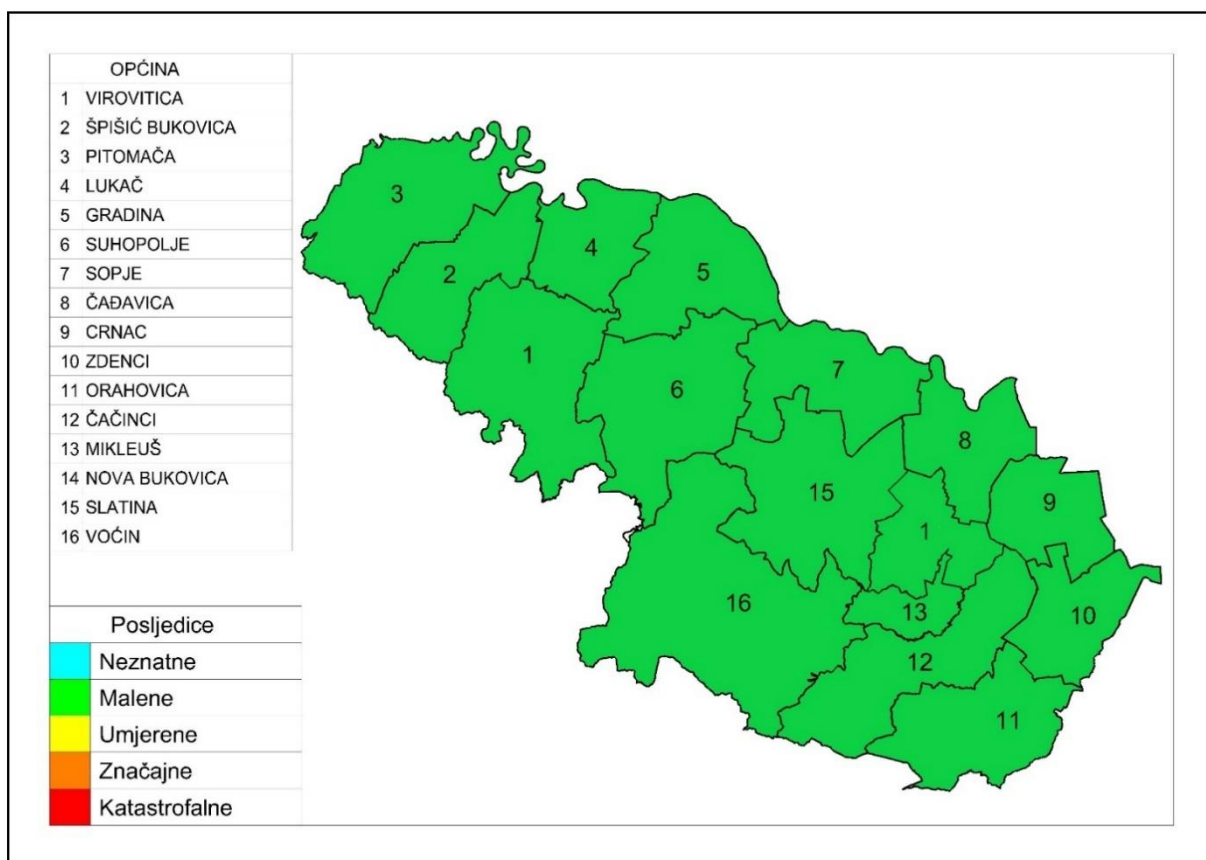 OPĆINA
1 VIROVITICA
2 ŠPIŠIĆ BUKOVICA
3 PITOMAČA
4 LUKAČ
5 GRADINA
6 SUHOPOLJE
7 SOPJE
8 ČAĐAVICA
9 CRNAC
10 ZDENCI
11 ORAHOVICA
12 ČAČINCI
13 MIKLEUŠ
14 NOVA BUKOVICA
15 SLATINA
16 VOĆIN
Posljedice
Neznatne
Malene
Umjerene
Značajne
Katastrofalne
3
4
2
5
1
7
6
8
15
9
1
16
13
10
12
11